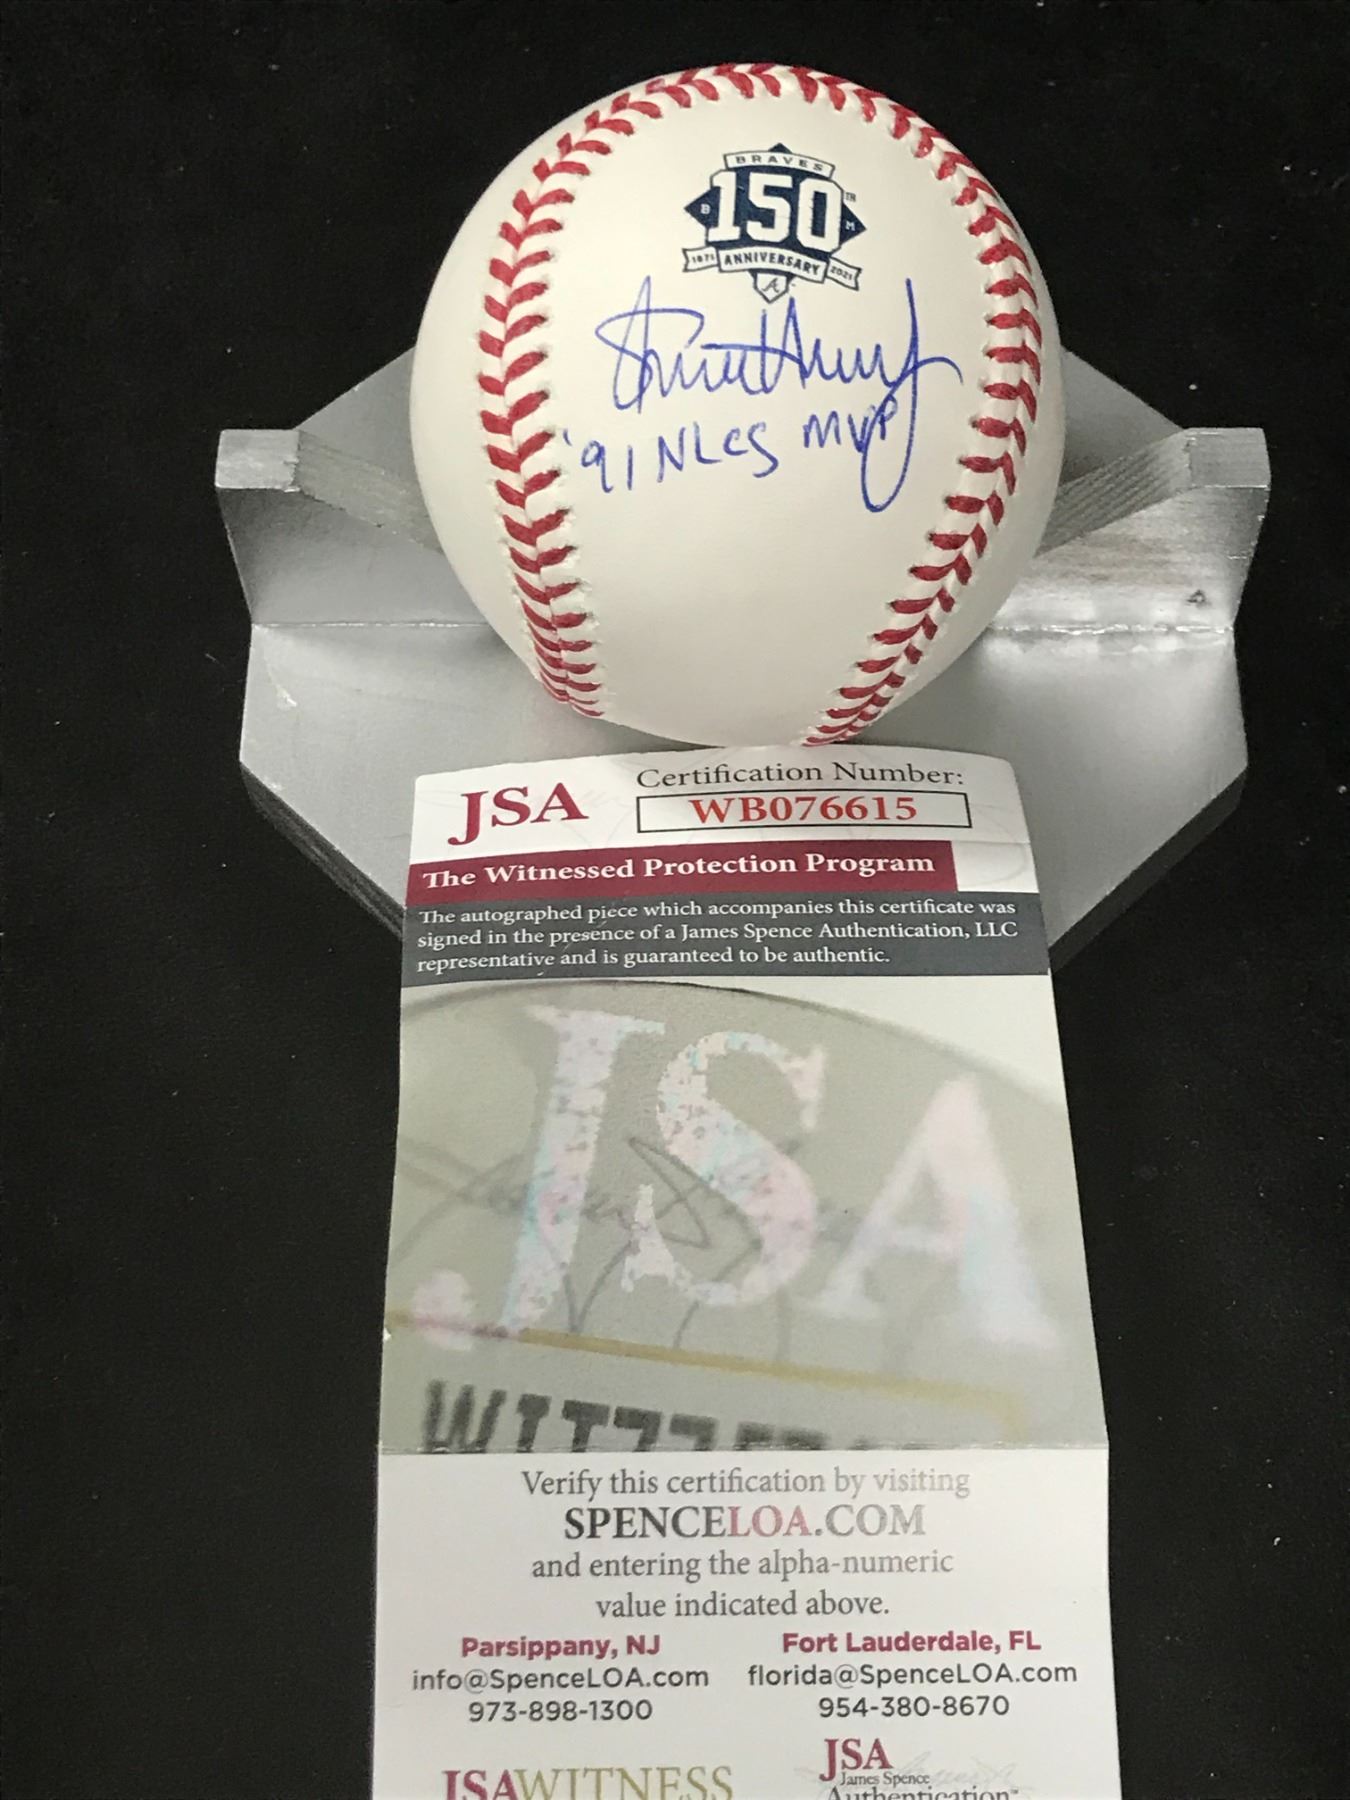 BRAVES
150 TH
B M
1871 ANNIVERSARY 2021
A
'91 NLCS MVP
JSA
Certification Number:
WB076615
The Witnessed Protection Program
The autographed piece which accompanies this certificate was
signed in the presence of a James Spence Authentication, LLC
representative and is guaranteed to be authentic.
JSA
Verify this certification by visiting
SPENCELOA.COM
and entering the alpha-numeric
value indicated above.
Parsippany, NJ
info@SpenceLOA.com
973-898-1300
Fort Lauderdale, FL
florida@SpenceLOA.com
954-380-8670
JSAWITNESS
JSA
James Spence
Authentication